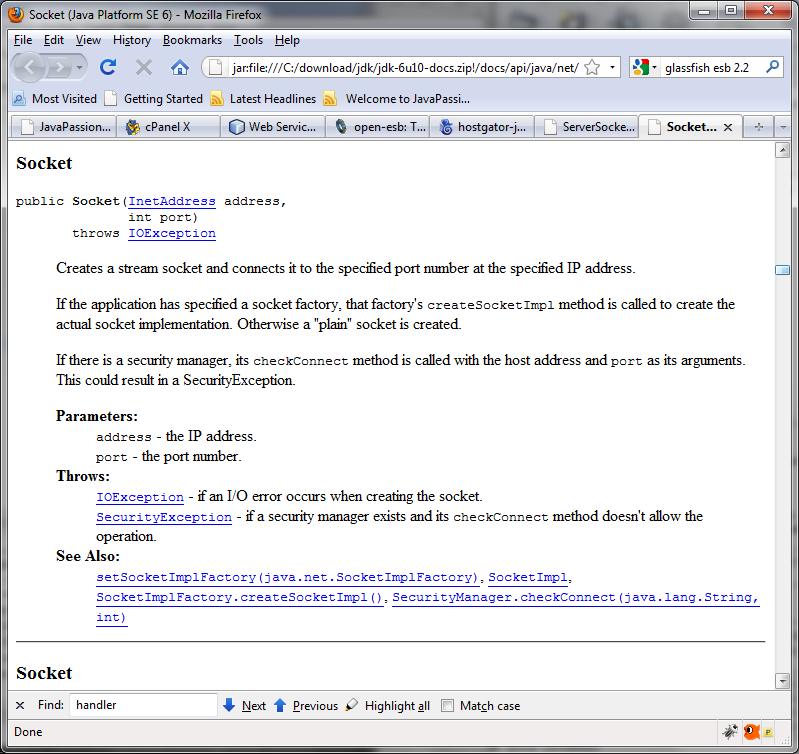 Socket (Java Platform SE 6) - Mozilla Firefox
File Edit View History Bookmarks Tools Help
jar:file:///C:/download/jdk/jdk-6u10-docs.zip!/docs/api/java/net/ glassfish esb 2.2
Most Visited Getting Started Latest Headlines Welcome to JavaPassi...
JavaPassion... cPanel X Web Servic... open-esb: T... hostgator-j... ServerSocke... Socket...
Socket
public Socket(InetAddress address,
int port)
throws IOException
Creates a stream socket and connects it to the specified port number at the specified IP address.
If the application has specified a socket factory, that factory's createSocketImpl method is called to create the
actual socket implementation. Otherwise a "plain" socket is created.
If there is a security manager, its checkConnect method is called with the host address and port as its arguments.
This could result in a SecurityException.
Parameters:
address - the IP address.
port - the port number.
Throws:
IOException - if an I/O error occurs when creating the socket.
SecurityException - if a security manager exists and its checkConnect method doesn't allow the
operation.
See Also:
setSocketImplFactory(java.net.SocketImplFactory), SocketImpl,
SocketImplFactory.createSocketImpl(), SecurityManager.checkConnect(java.lang.String,
int)
Socket
Find: handler Next Previous Highlight all Match case
Done P